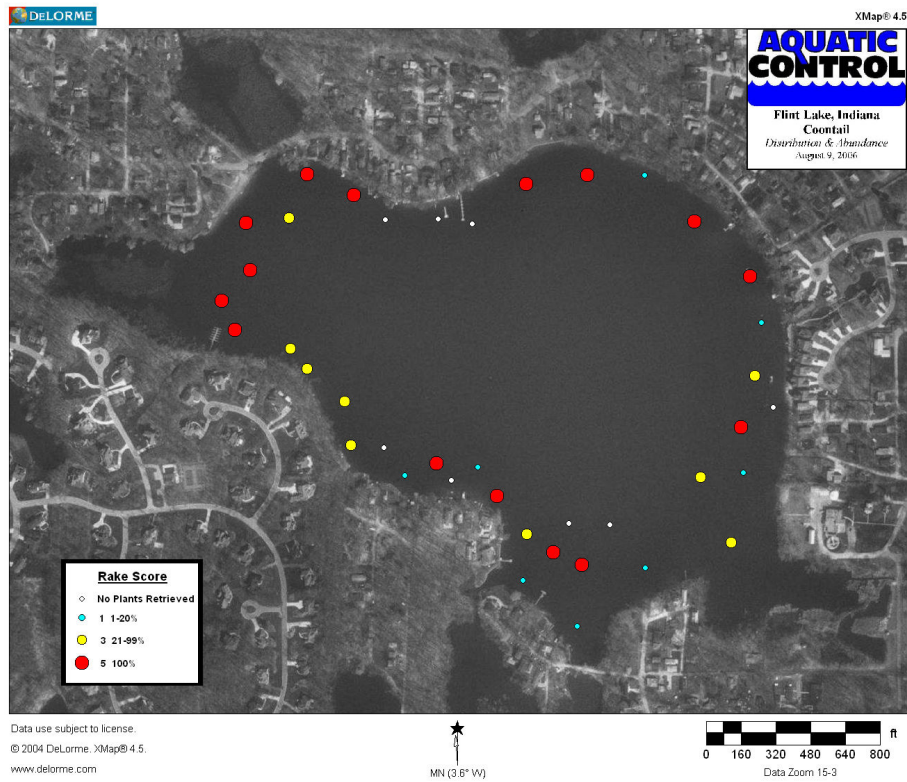 DELORME
XMap® 4.5
AQUATIC
CONTROL
Flint Lake, Indiana
Coontail
Distribution & Abundance
August 9, 2006
Rake Score
No Plants Retrieved
1 1-20%
3 21-99%
5 100%
Data use subject to license.
© 2004 DeLorme. XMap® 4.5.
www.delorme.com
MN (3.6° W)
ft
0 160 320 480 640 800
Data Zoom 15-3